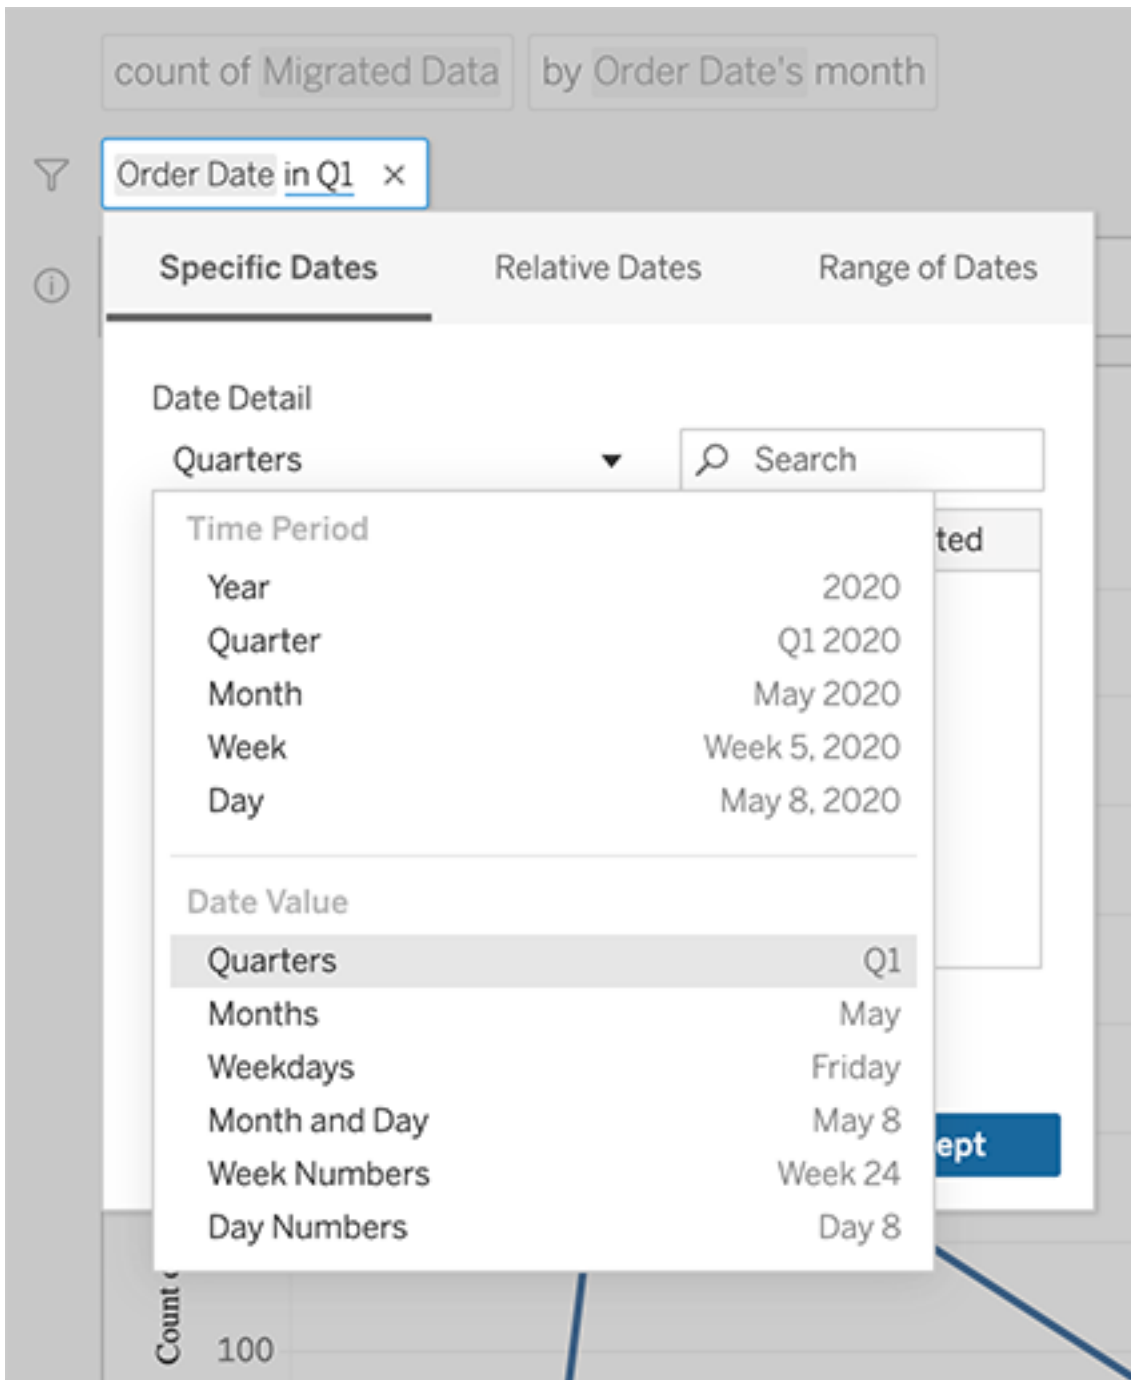 count of Migrated Data by Order Date's month
Order Date in Q1
Specific Dates Relative Dates Range of Dates
Date Detail
Quarters Search
Time Period
ted
Year 2020
Quarter Q1 2020
Month May 2020
Week Week 5, 2020
Day May 8, 2020
Date Value
Quarters Q1
Months May
Weekdays Friday
Month and Day May 8
ept
Week Numbers Week 24
Day Numbers Day 8
Count
100